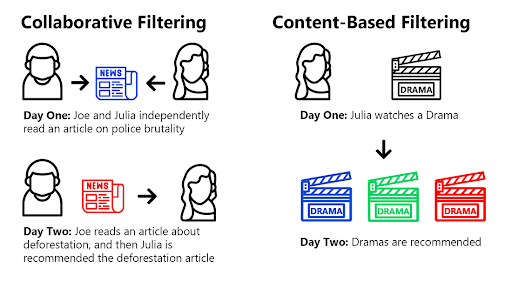 Collaborative Filtering
NEWS
Day One: Joe and Julia independently
read an article on police brutality
NEWS
Day Two: Joe reads an article about
deforestation, and then Julia is
recommended the deforestation article
Content-Based Filtering
DRAMA
Day One: Julia watches a Drama
DRAMA
DRAMA
DRAMA
Day Two: Dramas are recommended